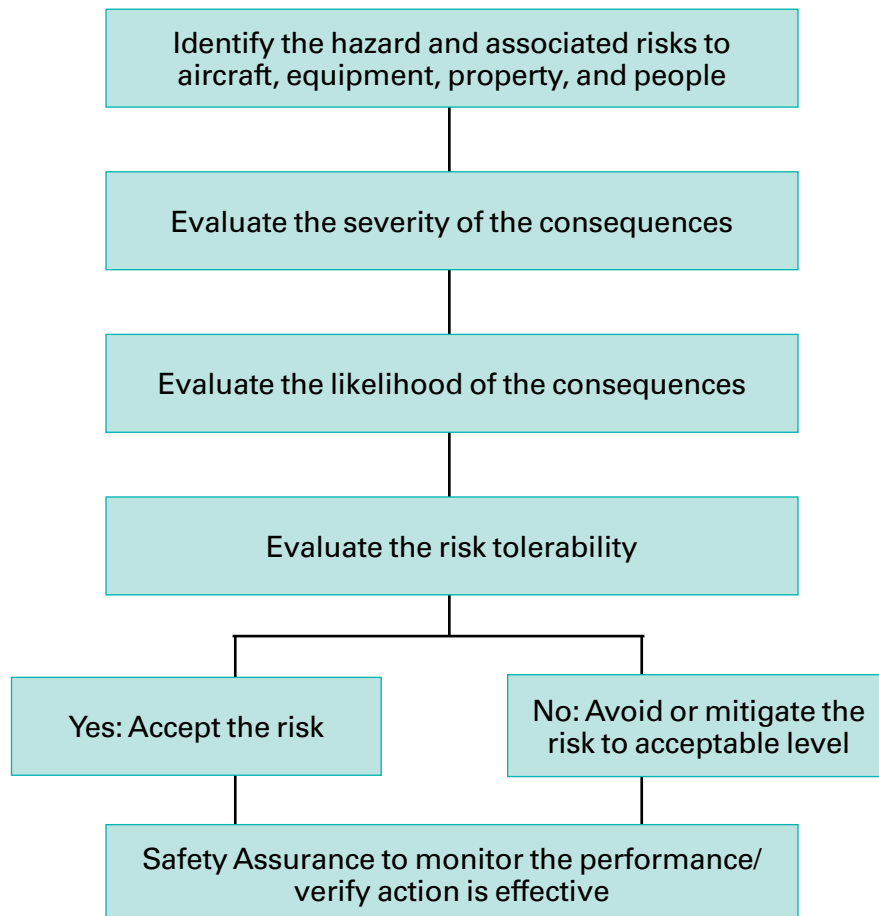 Identify the hazard and associated risks to
aircraft, equipment, property, and people
Evaluate the severity of the consequences
Evaluate the likelihood of the consequences
Evaluate the risk tolerability
Yes: Accept the risk
No: Avoid or mitigate the
risk to acceptable level
Safety Assurance to monitor the performance/
verify action is effective